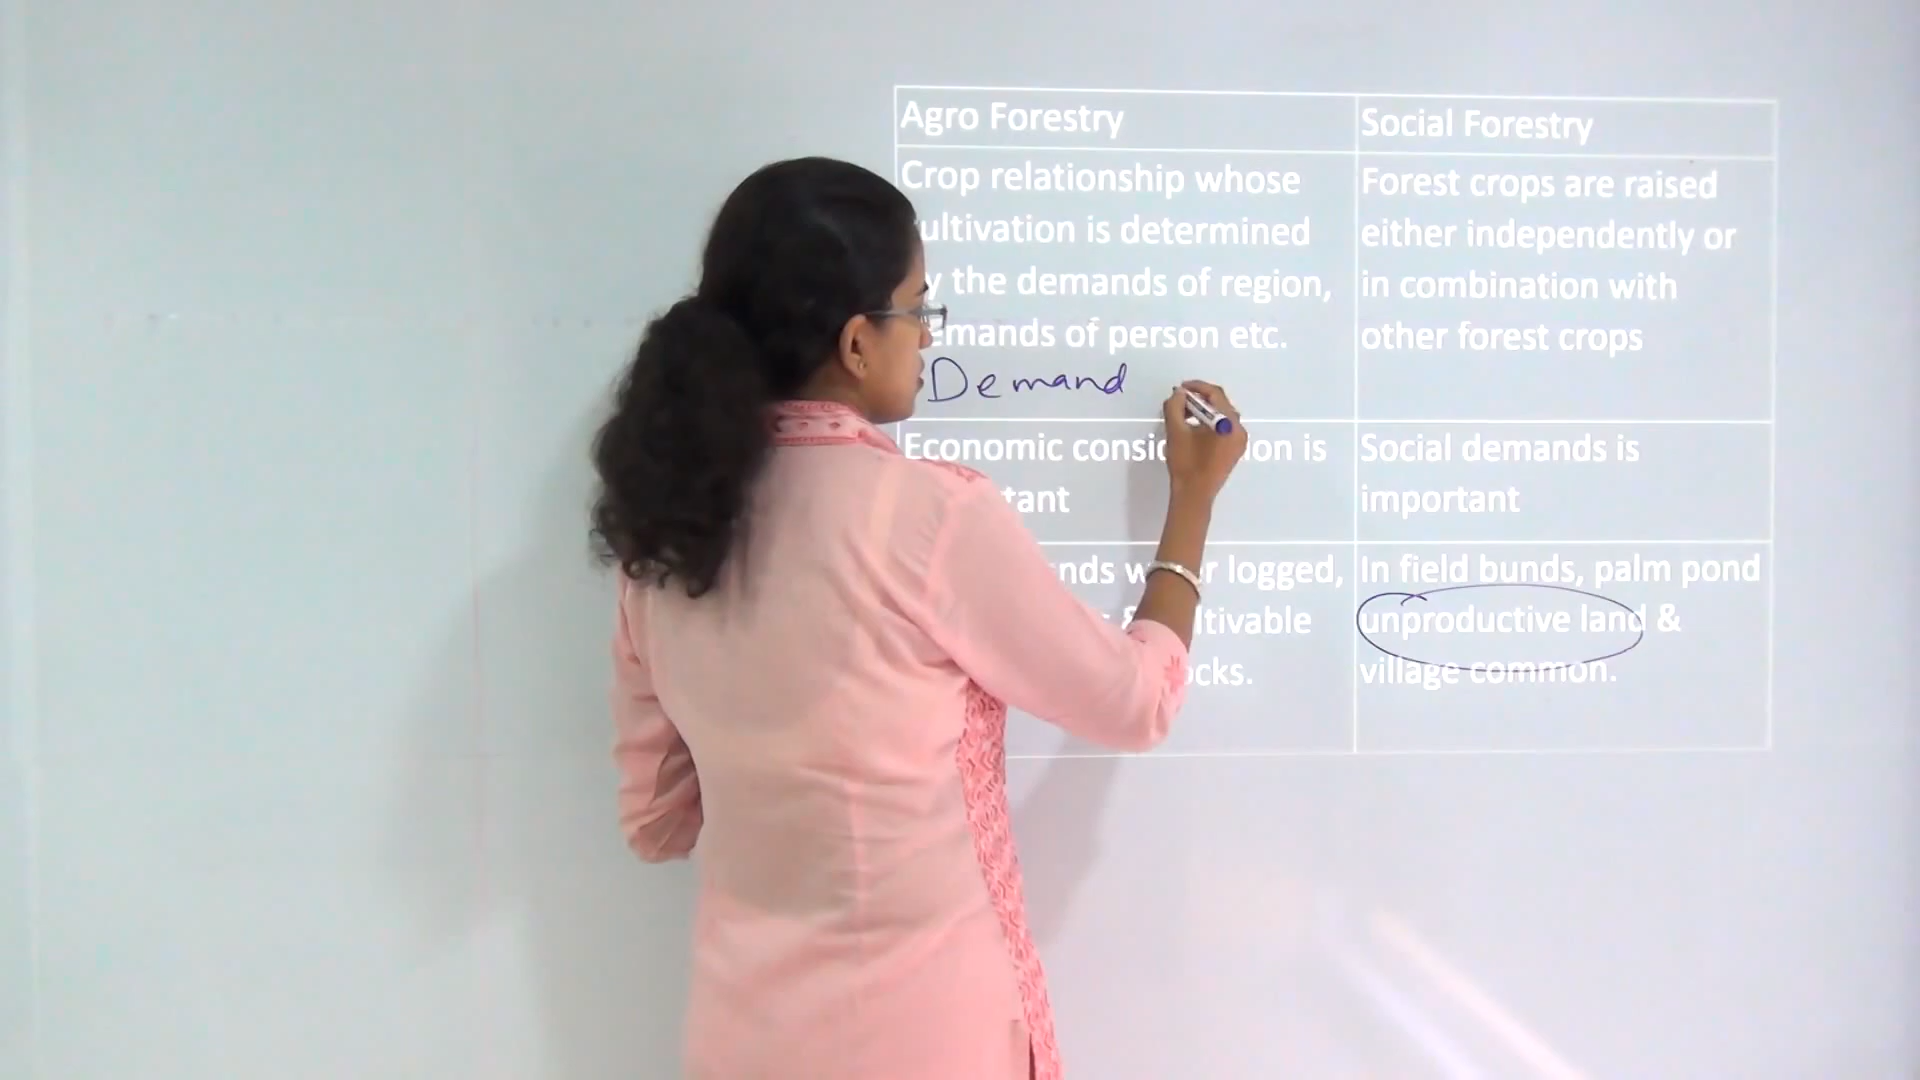 Agro Forestry
Crop relationship whose
ultivation is determined
y the demands of region,
emands of person etc.
Demand
Economic consid ion is
tant
nds w r logged,
& ltivable
ocks.
Social Forestry
Forest crops are raised
either independently or
in combination with
other forest crops
Social demands is
important
In field bunds, palm pond
unproductive land &
village common.